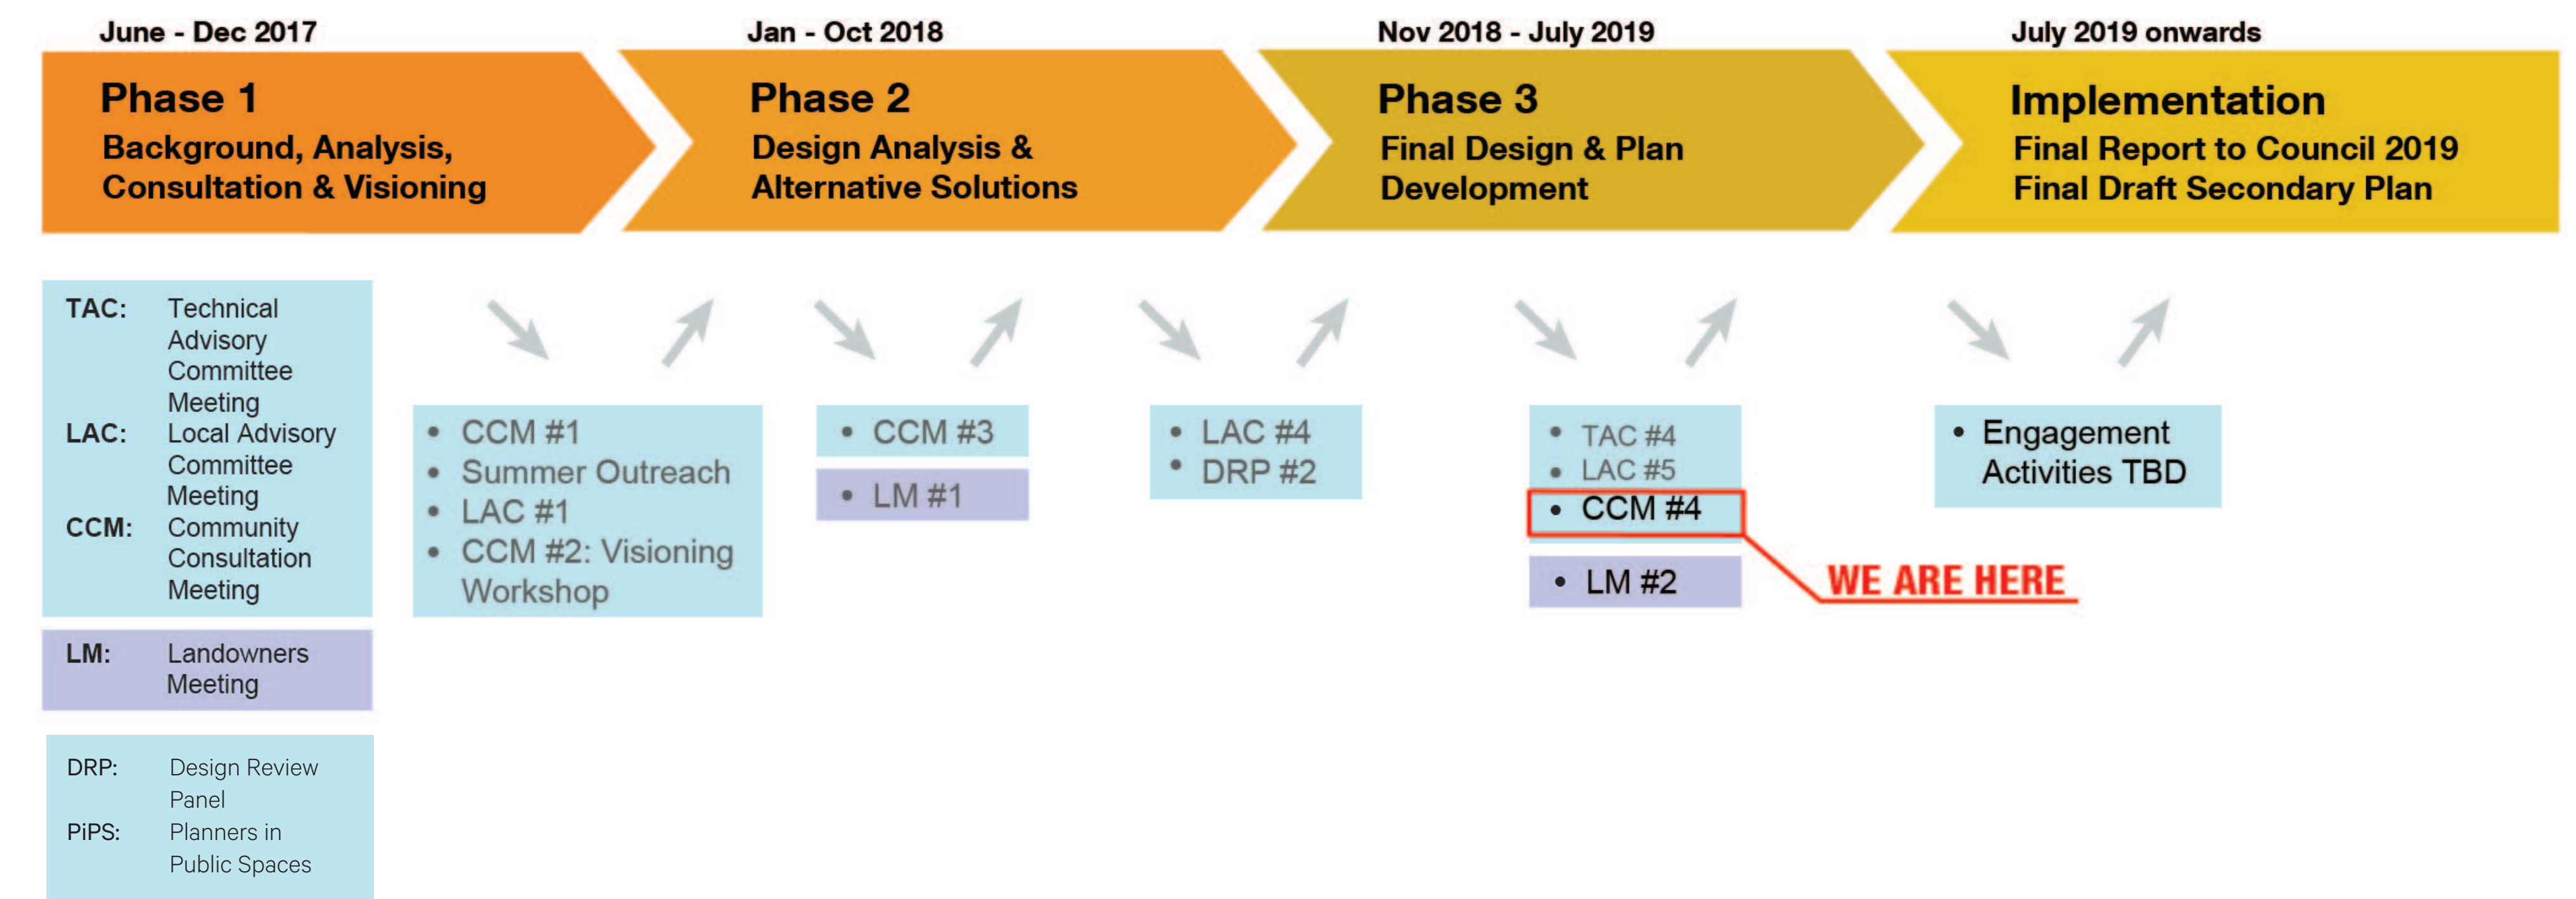 June - Dec 2017
Phase 1
Background, Analysis,
Consultation & Visioning
Jan - Oct 2018
Phase 2
Design Analysis &
Alternative Solutions
Nov 2018 - July 2019
Phase 3
Final Design & Plan
Development
July 2019 onwards
Implementation
Final Report to Council 2019
Final Draft Secondary Plan
TAC: Technical
Advisory
Committee
Meeting
LAC: Local Advisory
Committee
Meeting
CCM: Community
Consultation
Meeting
LM: Landowners
Meeting
DRP: Design Review
Panel
PiPS: Planners in
Public Spaces
• CCM #1
• Summer Outreach
• LAC #1
• CCM #2: Visioning
Workshop
• CCM #3
• LM #1
• LAC #4
• DRP #2
• TAC #4
• LAC #5
• CCM #4
• LM #2
WE ARE HERE
• Engagement
Activities TBD